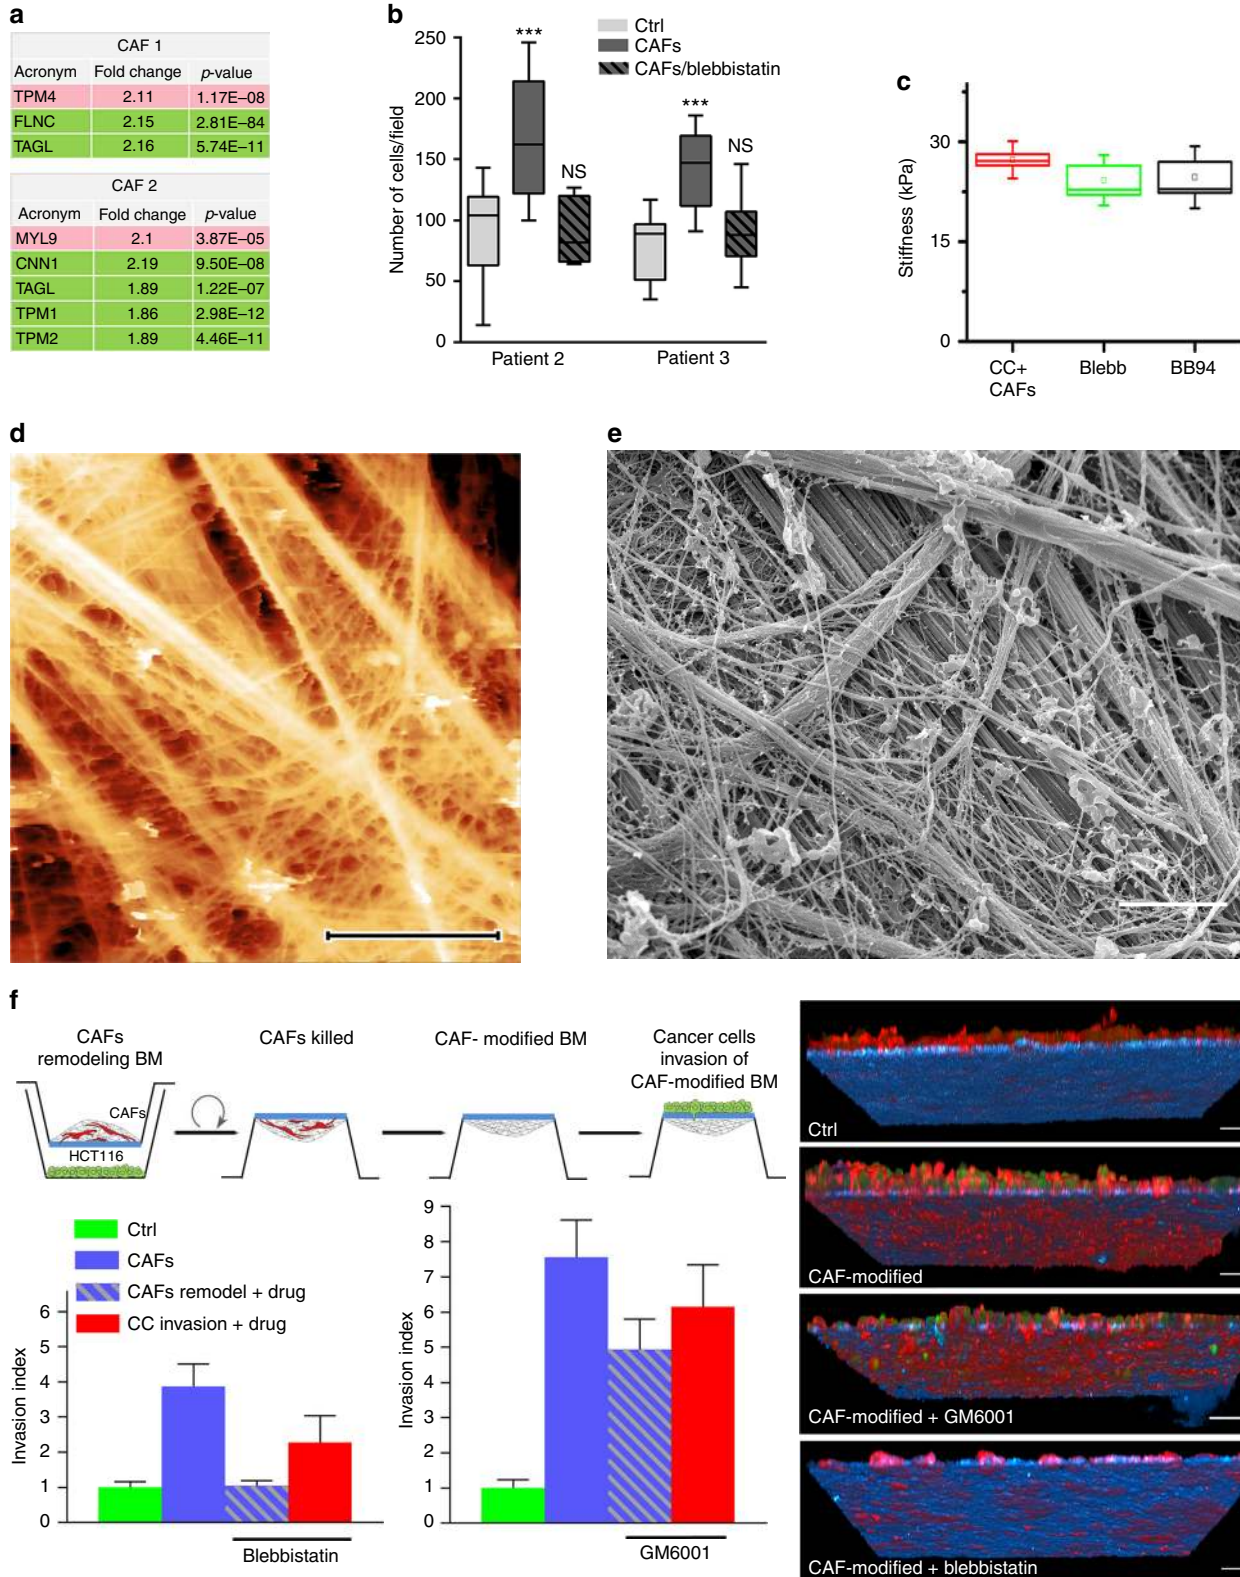 a
CAF 1
Acronym Fold change p-value
TPM4 2.11 1.17E–08
FLNC 2.15 2.81E–84
TAGL 2.16 5.74E–11
CAF 2
Acronym Fold change p-value
MYL9 2.1 3.87E–05
CNN1 2.19 9.50E–08
TAGL 1.89 1.22E–07
TPM1 1.86 2.98E–12
TPM2 1.89 4.46E–11
b
Ctrl
CAFs
CAFs/blebbistatin
Number of cells/field
250
200
150
100
50
0
***
NS
***
NS
Patient 2
Patient 3
c
Stiffness (kPa)
30
15
0
CC+
CAFs
Blebb
BB94
d
e
f
CAFs
remodeling BM
CAFs killed
CAF- modified BM
Cancer cells
invasion of
CAF-modified BM
CAFs
HCT116
Ctrl
CAFs
CAFs remodel + drug
CC invasion + drug
Invasion index
6
5
4
3
2
1
0
Blebbistatin
Invasion index
9
8
7
6
5
4
3
2
1
0
GM6001
Ctrl
CAF-modified
CAF-modified + GM6001
CAF-modified + blebbistatin